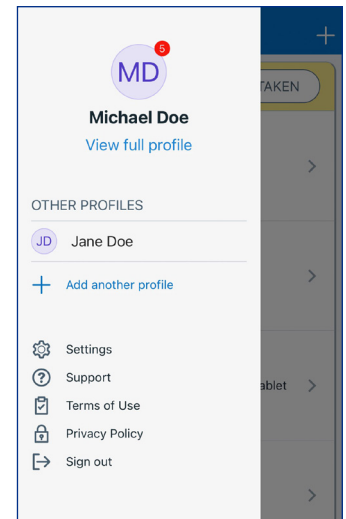 5
MD
TAKEN
Michael Doe
View full profile
OTHER PROFILES
JD Jane Doe
Add another profile
Settings
Support
ablet
Terms of Use
Privacy Policy
Sign out